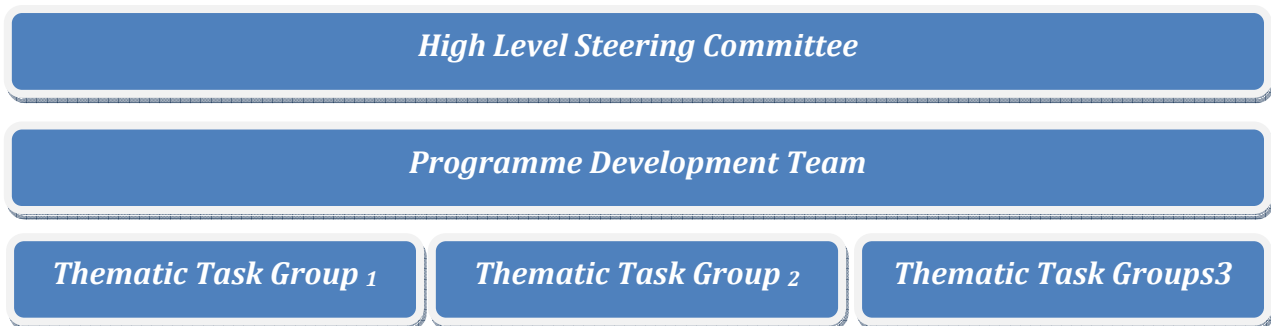 High Level Steering Committee
Programme Development Team
Thematic Task Group 1
Thematic Task Group 2
Thematic Task Groups3